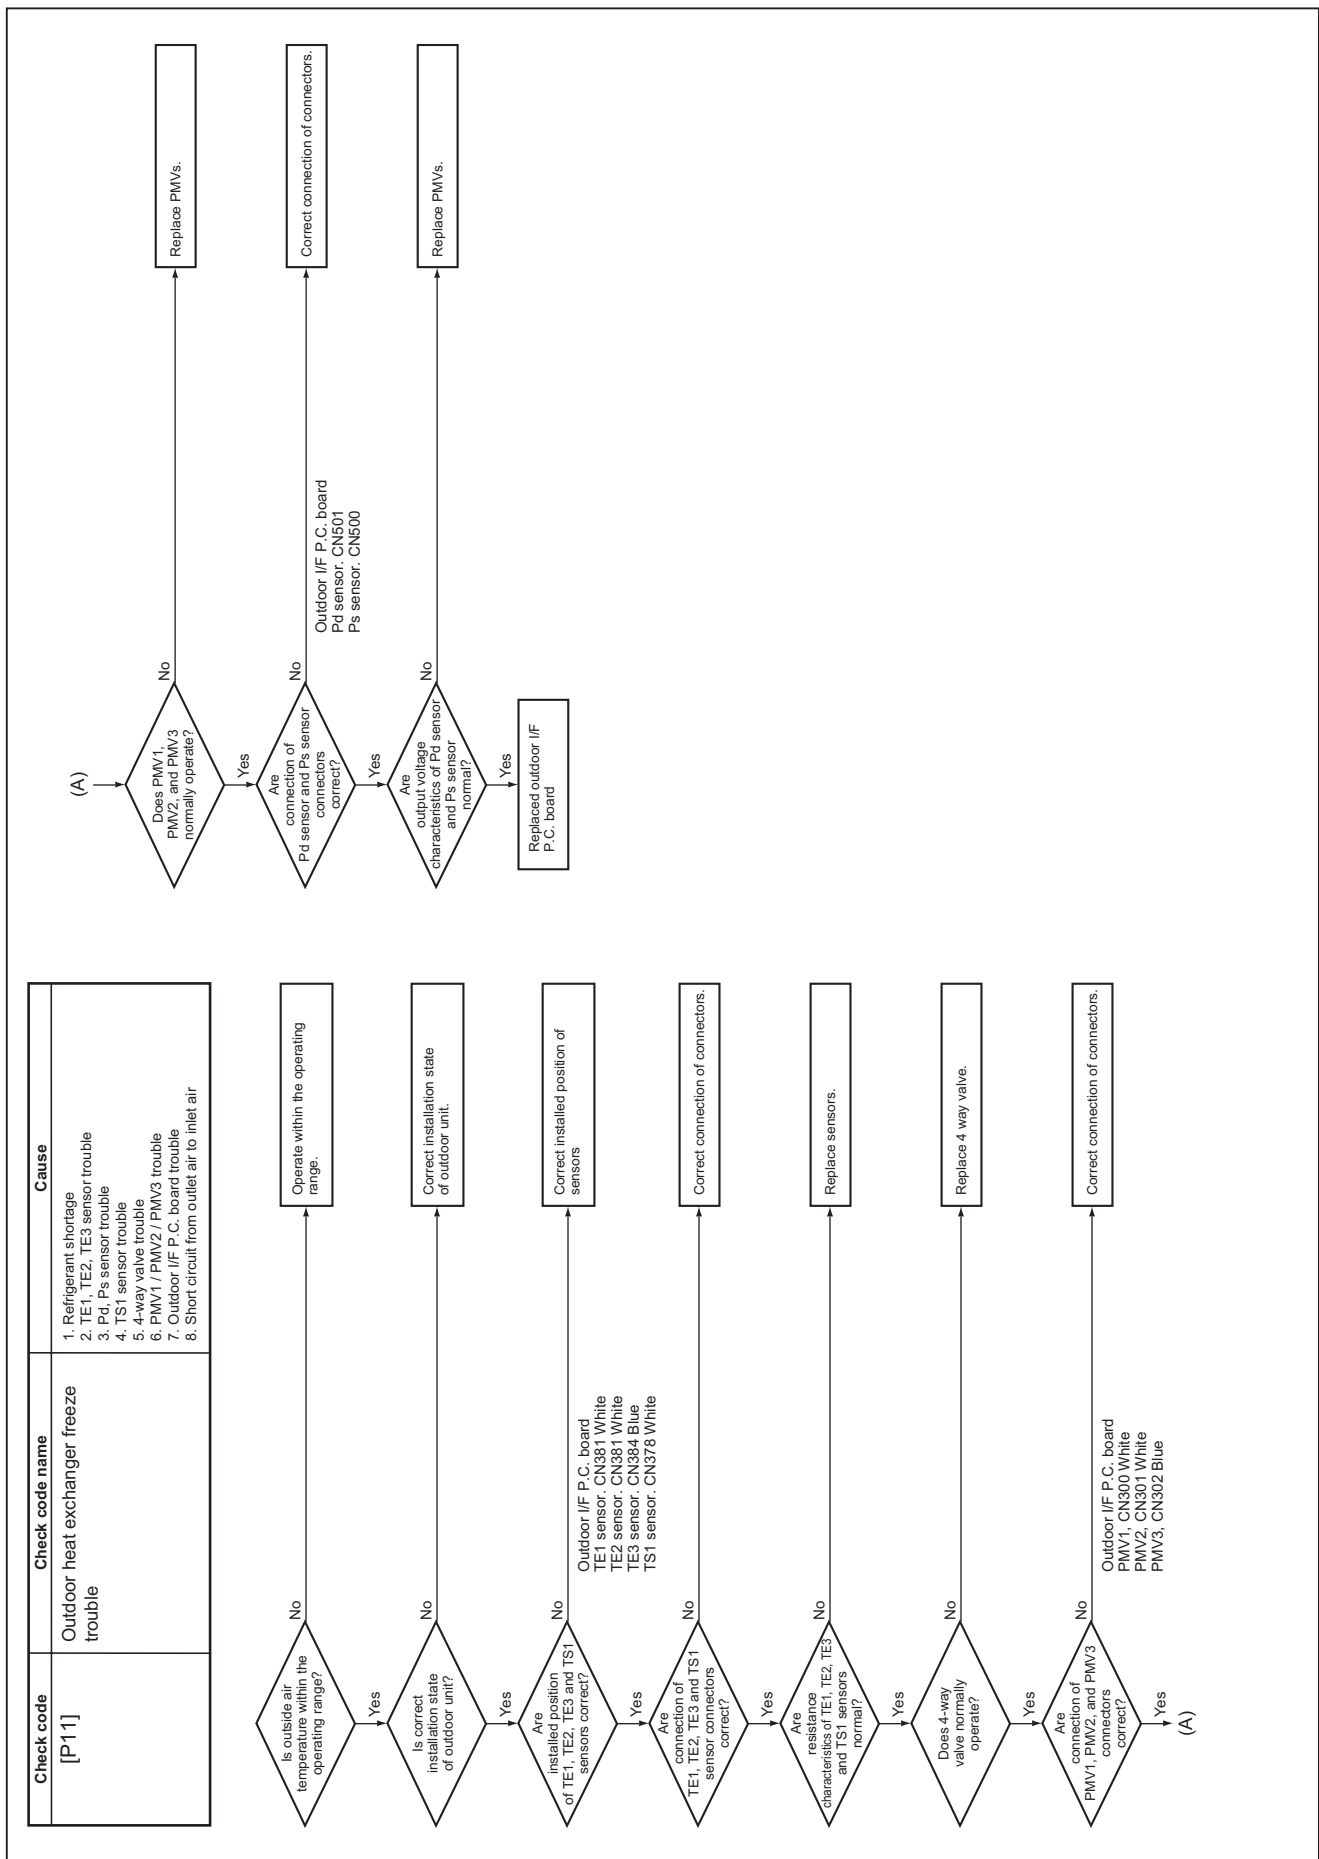 Check code
Check code name
Cause
[P11]
Outdoor heat exchanger freeze
trouble
1. Refrigerant shortage
2. TE1, TE2, TE3 sensor trouble
3. Pd, Ps sensor trouble
4. TS1 sensor trouble
5. 4-way valve trouble
6. PMV1 / PMV2 / PMV3 trouble
7. Outdoor I/F P.C. board trouble
8. Short circuit from outlet air to inlet air
Is outside air
temperature within the
operating range?
No
Operate within the operating
range.
Yes
Is correct
installation state
of outdoor unit?
No
Correct installation state
of outdoor unit.
Yes
Are
installed position
of TE1, TE2, TE3 and TS1
sensors correct?
No
Correct installed position of
sensors
Outdoor I/F P.C. board
TE1 sensor. CN381 White
TE2 sensor. CN381 White
TE3 sensor. CN384 Blue
TS1 sensor. CN378 White
Yes
Are
connection of
TE1, TE2, TE3 and TS1
sensor connectors
correct?
No
Correct connection of connectors.
Yes
Are
resistance
characteristics of TE1, TE2, TE3
and TS1 sensors
normal?
No
Replace sensors.
Yes
Does 4-way
valve normally
operate?
No
Replace 4 way valve.
Yes
Are
connection of
PMV1, PMV2, and PMV3
connectors
correct?
No
Correct connection of connectors.
Outdoor I/F P.C. board
PMV1, CN300 White
PMV2, CN301 White
PMV3, CN302 Blue
Yes
(A)
(A)
Does PMV1,
PMV2, and PMV3
normally operate?
No
Replace PMVs.
Yes
Are
connection of
Pd sensor and Ps sensor
connectors
correct?
No
Correct connection of connectors.
Outdoor I/F P.C. board
Pd sensor. CN501
Ps sensor. CN500
Yes
Are
output voltage
characteristics of Pd sensor
and Ps sensor
normal?
No
Replace PMVs.
Yes
Replaced outdoor I/F
P.C. board